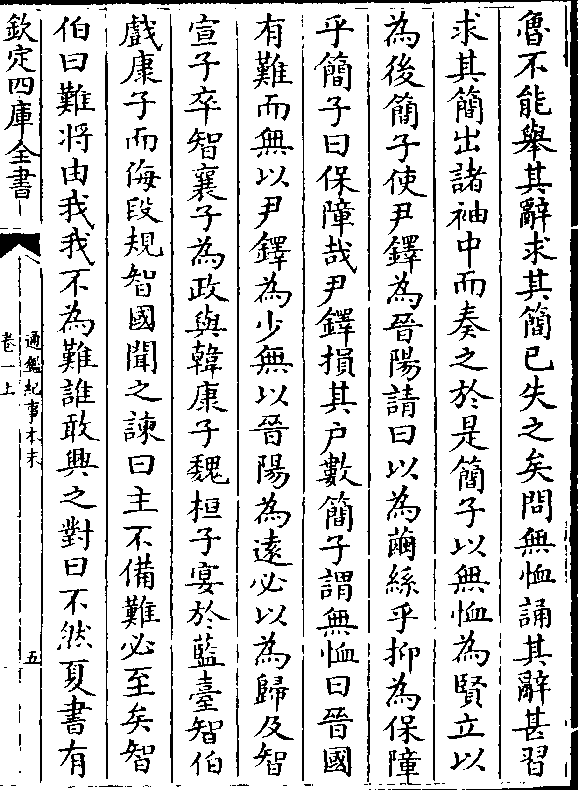 魯不能舉其辭求其簡已失之矣問無恤誦其辭甚習
求其簡出諸袖中而奏之於是簡子以無恤為賢立以
為後簡子使尹鐸為晉陽請曰以為繭絲乎抑為保障
乎簡子曰保障哉尹鐸損其户數簡子謂無恤曰晉國
有難而無以尹鐸為少無以晉陽為遠必以為歸及智
宣子卒智襄子為政與韓康子魏桓子宴於藍臺智伯
戲康子而侮段規智國聞之諫曰主不備難必至矣智
伯曰難將由我我不為難誰敢興之對曰不然夏書有
欽定四庫全書
通鑑紀事本末
卷一上
五